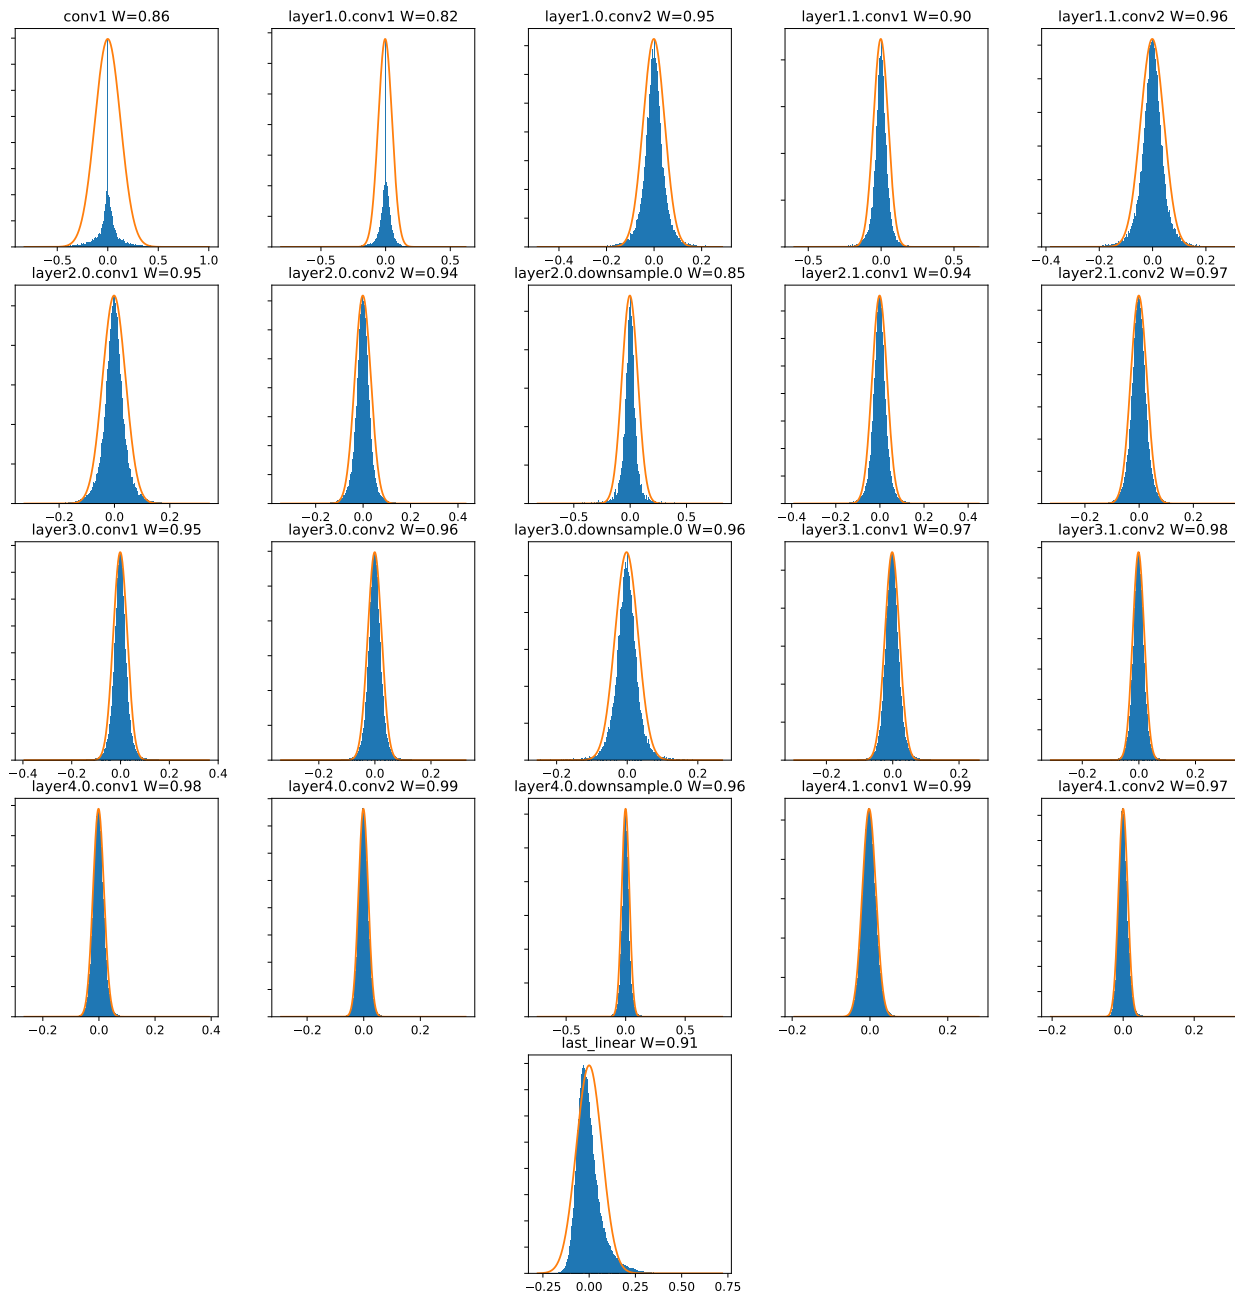 conv1 W=0.86
layer1.0.conv1 W=0.82
layer1.0.conv2 W=0.95
layer1.1.conv1 W=0.90
layer1.1.conv2 W=0.96
−0.5 0.0 0.5 1.0
−0.5 0.0 0.5
−0.4 −0.2 0.0 0.2
−0.5 0.0 0.5
−0.4 −0.2 0.0 0.2
layer2.0.conv1 W=0.95
layer2.0.conv2 W=0.94
layer2.0.downsample.0 W=0.85
layer2.1.conv1 W=0.94
layer2.1.conv2 W=0.97
−0.2 0.0 0.2
−0.2 0.0 0.2 0.4
−0.5 0.0 0.5
−0.4 −0.2 0.0 0.2 0.4
−0.2 0.0 0.2
layer3.0.conv1 W=0.95
layer3.0.conv2 W=0.96
layer3.0.downsample.0 W=0.96
layer3.1.conv1 W=0.97
layer3.1.conv2 W=0.98
−0.4 −0.2 0.0 0.2 0.4
−0.2 0.0 0.2
−0.2 0.0 0.2
−0.2 0.0 0.2
−0.2 0.0 0.2
layer4.0.conv1 W=0.98
layer4.0.conv2 W=0.99
layer4.0.downsample.0 W=0.96
layer4.1.conv1 W=0.99
layer4.1.conv2 W=0.97
−0.2 0.0 0.2 0.4
−0.2 0.0 0.2
−0.5 0.0 0.5
−0.2 0.0 0.2
−0.2 0.0 0.2
last_linear W=0.91
−0.25 0.00 0.25 0.50 0.75